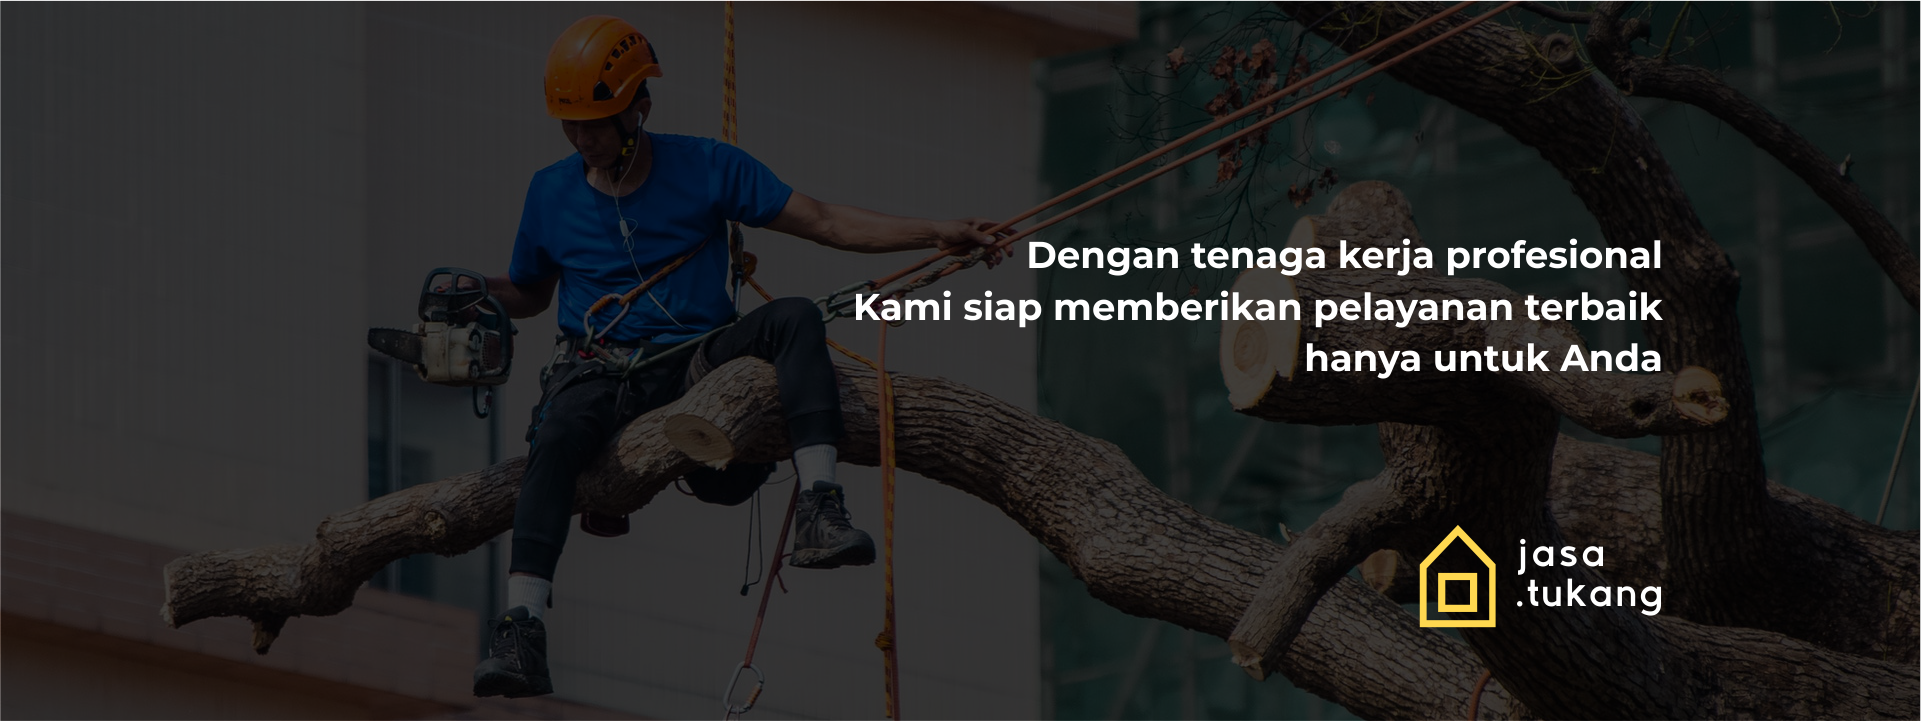 Dengan tenaga kerja profesional
Kami siap memberikan pelayanan terbaik
hanya untuk Anda
jasa
.tukang